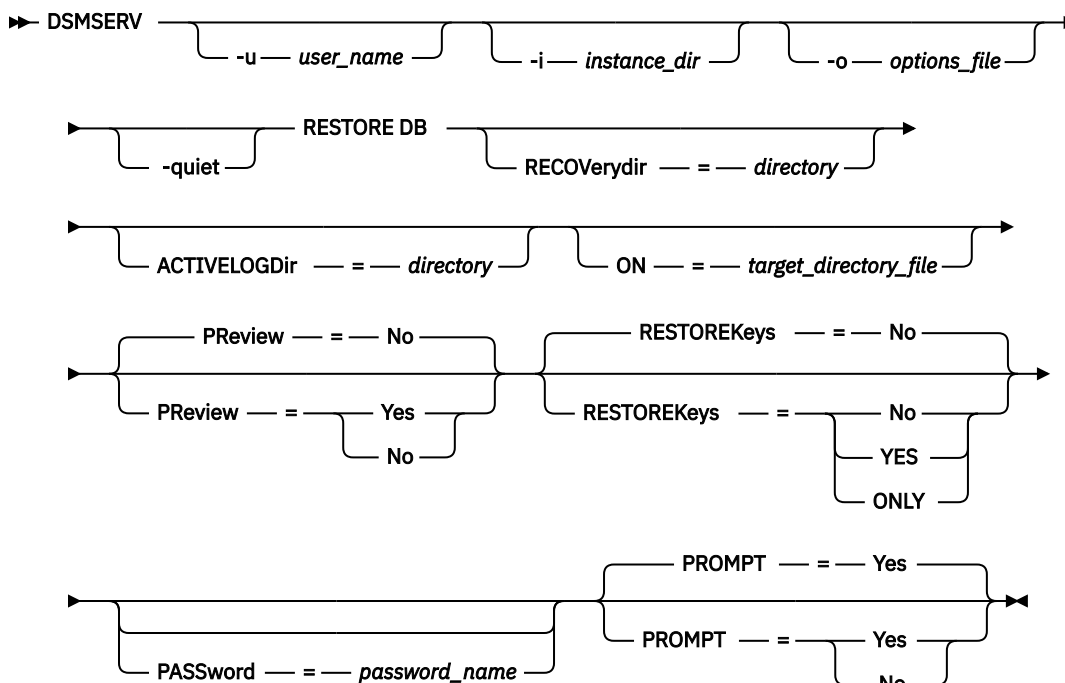 DSMSERV
-u user_name
-i instance_dir
-o options_file
-quiet
RESTORE DB
RECOVerydir = directory
ACTIVELOGDir = directory
ON = target_directory_file
PReview = No
PReview = Yes
No
RESTOREKeys = No
RESTOREKeys = No
YES
ONLY
PASSword = password_name
PROMPT = Yes
PROMPT = Yes
No